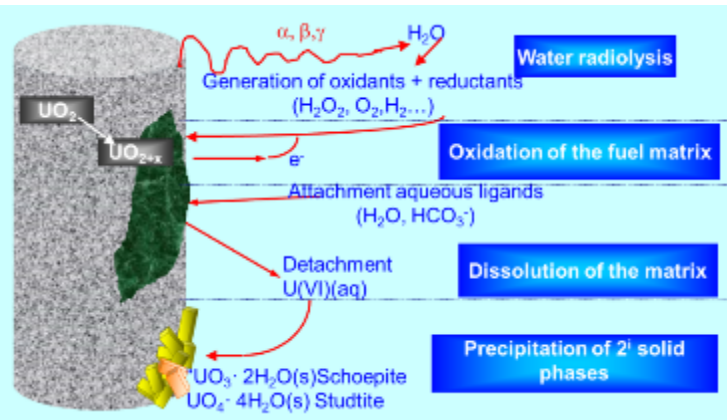 α, β,γ
H₂O
Water radiolysis
Generation of oxidants + reductants
(H₂O₂, O₂,H₂...)
UO₂
UO₂₊ₓ
e⁻
Oxidation of the fuel matrix
Attachment aqueous ligands
(H₂O, HCO₃⁻)
Detachment
U(VI)(aq)
Dissolution of the matrix
Precipitation of 2ⁱ solid
phases
"UO₃· 2H₂O(s)Schoepite
UO₄· 4H₂O(s) Studtite